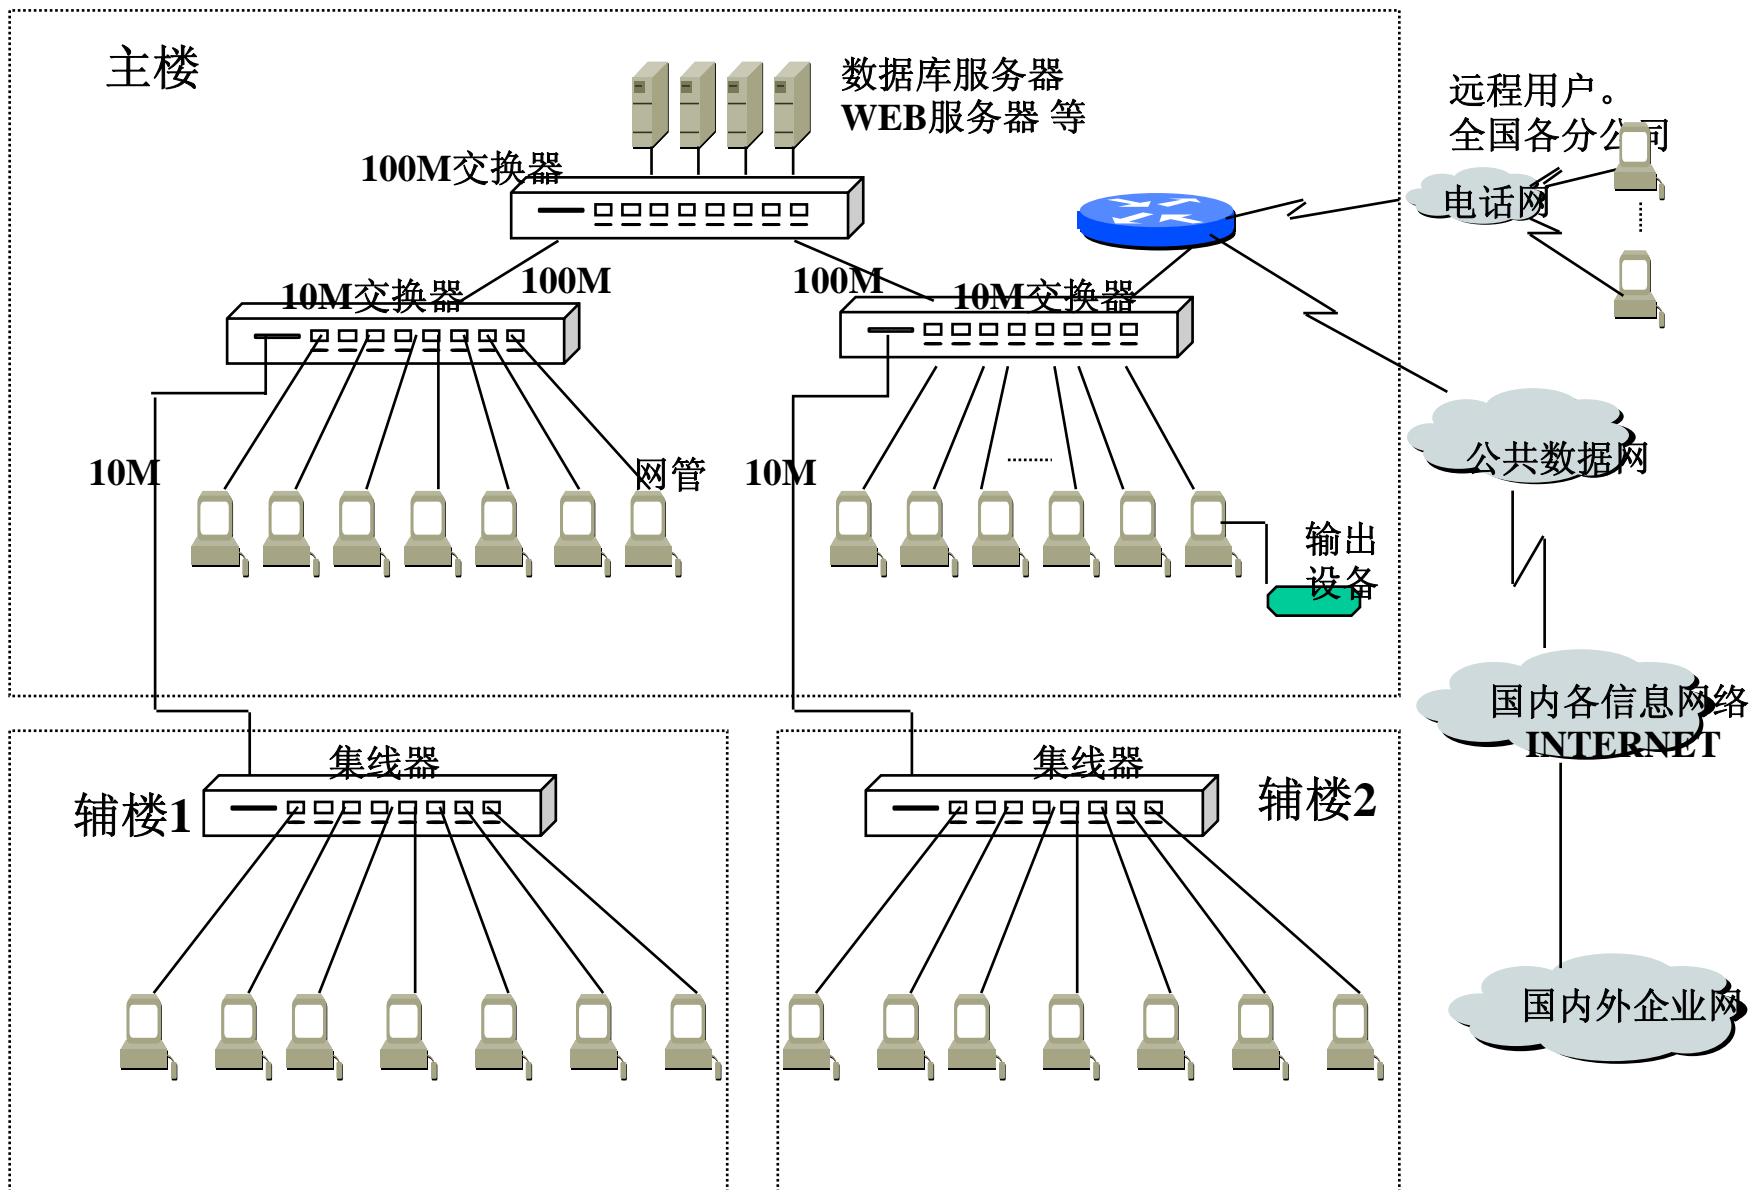 主楼
数据库服务器
WEB服务器 等
远程用户。
全国各分公司
100M交换器
电话网
100M
100M
10M交换器
10M交换器
10M
网管
10M
公共数据网
输出
设备
国内各信息网络
INTERNET
集线器
集线器
辅楼1
辅楼2
国内外企业网